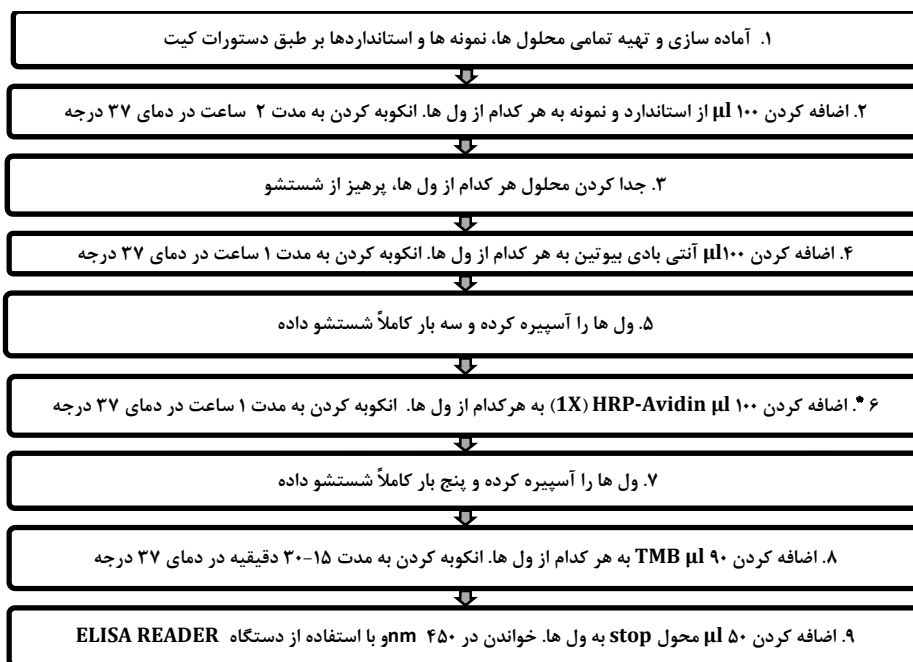 ۱. آماده سازی و تهیه تمامی محلول ها، نمونه ها و استانداردها بر طبق دستورات کیت
۲. اضافه کردن ۱۰۰ µl از استاندارد و نمونه به هر کدام از ول ها. انکوبه کردن به مدت ۲ ساعت در دمای ۳۷ درجه
۳. جدا کردن محلول هر کدام از ول ها، پرهیز از شستشو
۴. اضافه کردن ۱۰۰µl آنتی بادی بیوتین به هر کدام از ول ها. انکوبه کردن به مدت ۱ ساعت در دمای ۳۷ درجه
۵. ول ها را آسپیره کرده و سه بار کاملاً شستشو داده
۶ *. اضافه کردن ۱۰۰ µl HRP-Avidin (1X) به هرکدام از ول ها. انکوبه کردن به مدت ۱ ساعت در دمای ۳۷ درجه
۷. ول ها را آسپیره کرده و پنج بار کاملاً شستشو داده
۸. اضافه کردن ۹۰ µl TMB به هر کدام از ول ها. انکوبه کردن به مدت ۱۵-۳۰ دقیقیه در دمای ۳۷ درجه
۹. اضافه کردن ۵۰ µl محول stop به ول ها. خواندن در ۴۵۰ nmو با استفاده از دستگاه ELISA READER